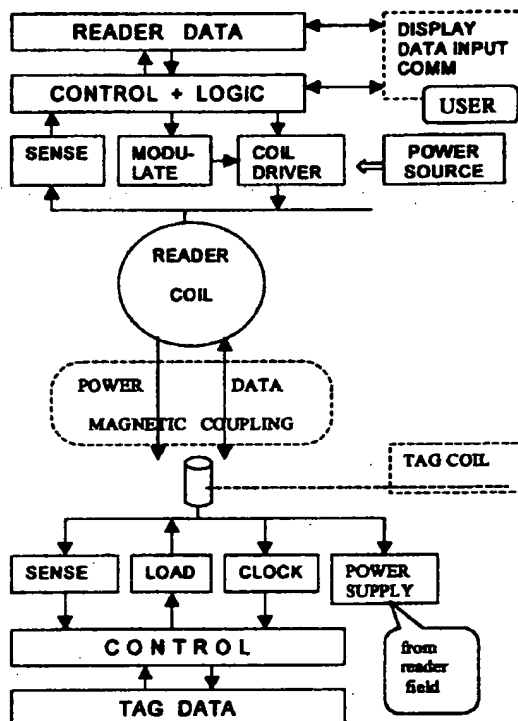 READER DATA
DISPLAY
DATA INPUT
COMM
USER
CONTROL + LOGIC
SENSE
MODU-
LATE
COIL
DRIVER
POWER
SOURCE
READER
COIL
POWER DATA
MAGNETIC COUPLING
TAG COIL
SENSE
LOAD
CLOCK
POWER
SUPPLY
CONTROL
from
reader
field
TAG DATA